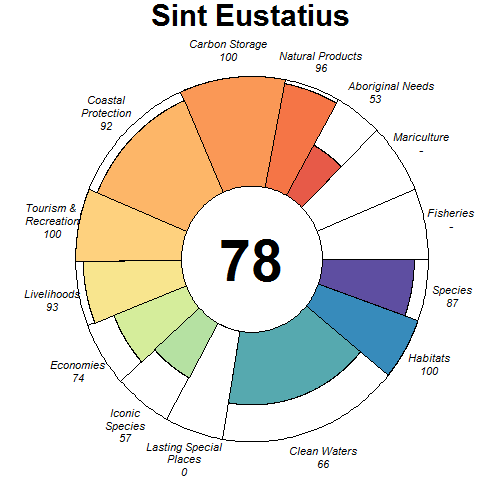 Sint Eustatius
Carbon Storage
100
Natural Products
96
Aboriginal Needs
53
Mariculture
-
Fisheries
-
Species
87
Habitats
100
Clean Waters
66
Lasting Special
Places
0
Iconic
Species
57
Economies
74
Livelihoods
93
Tourism &
Recreation
100
Coastal
Protection
92
78